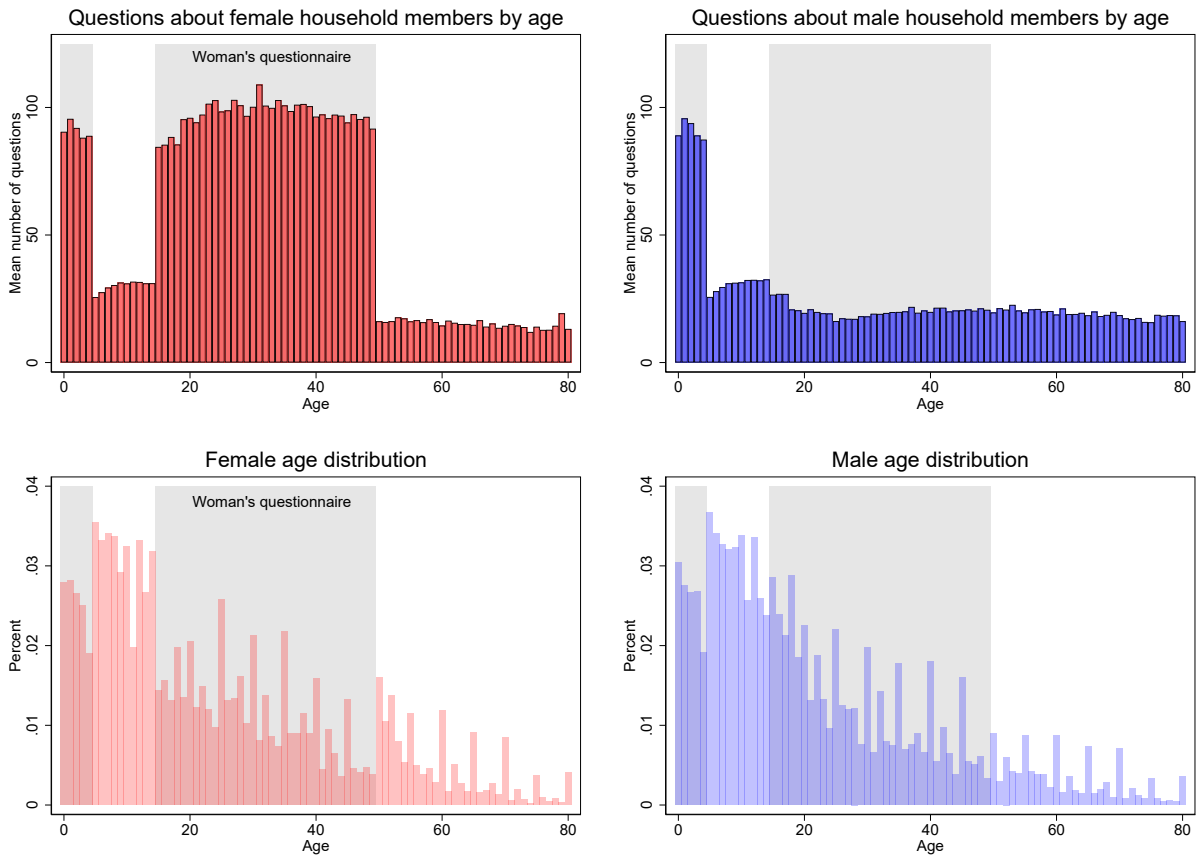 Questions about female household members by age
Woman's questionnaire
Mean number of questions
100
50
0
0 20 40 60 80
Age
Questions about male household members by age
Mean number of questions
100
50
0
0 20 40 60 80
Age
Female age distribution
Woman's questionnaire
Percent
.04
.03
.02
.01
0
0 20 40 60 80
Age
Male age distribution
Percent
.04
.03
.02
.01
0
0 20 40 60 80
Age